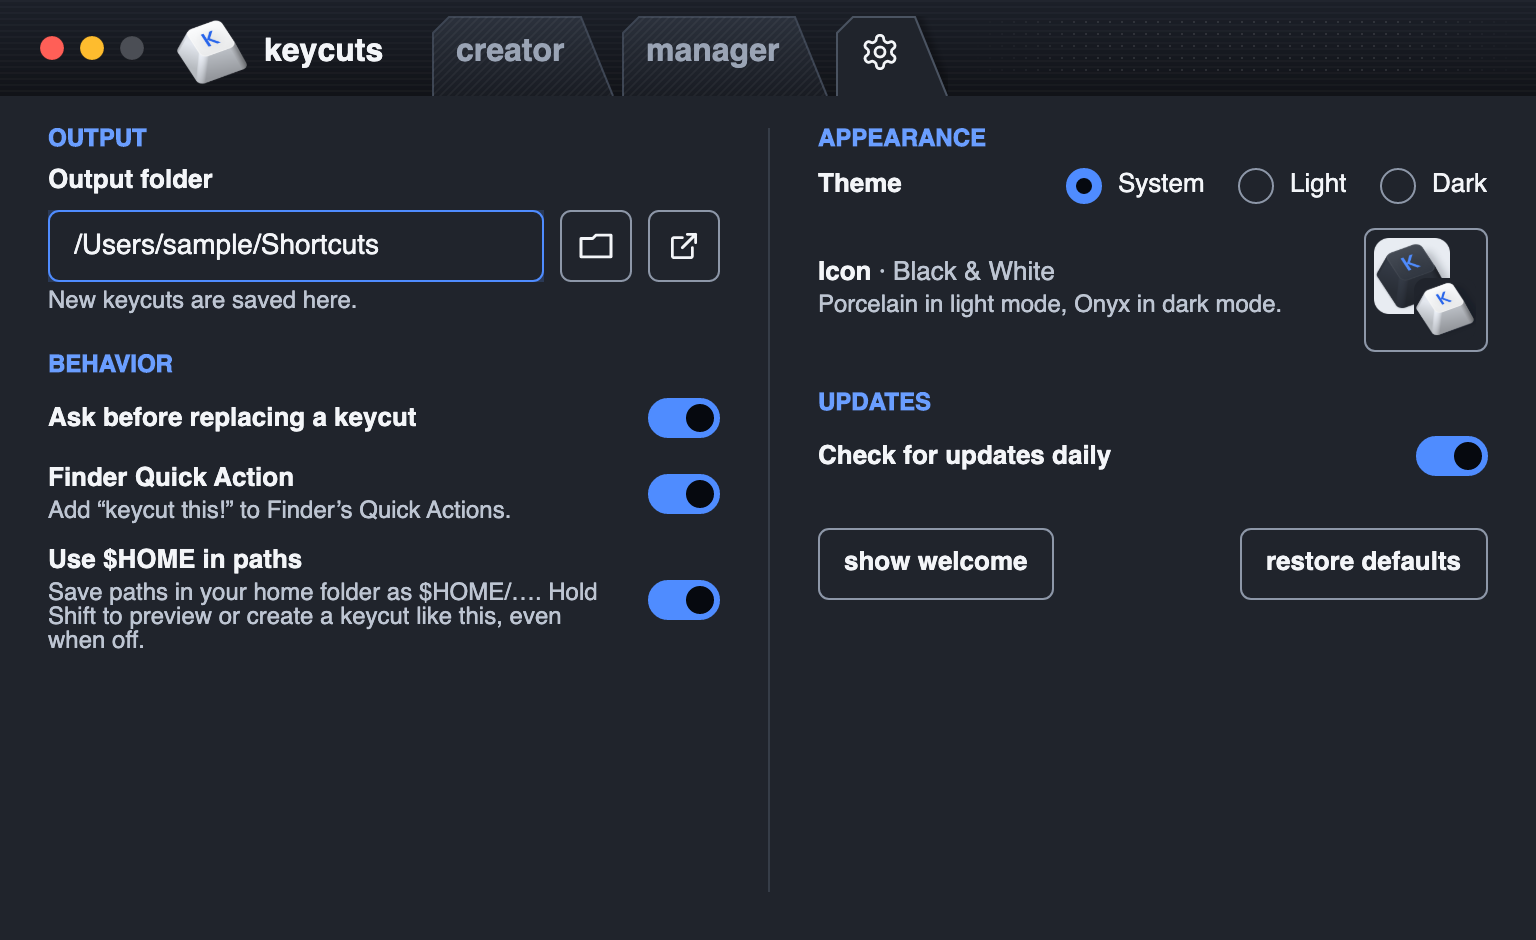 keycuts
creator
manager
OUTPUT
Output folder
/Users/sample/Shortcuts
New keycuts are saved here.
BEHAVIOR
Ask before replacing a keycut
Finder Quick Action
Add “keycut this!” to Finder’s Quick Actions.
Use $HOME in paths
Save paths in your home folder as $HOME/…. Hold
Shift to preview or create a keycut like this, even
when off.
APPEARANCE
Theme
System
Light
Dark
Icon · Black & White
Porcelain in light mode, Onyx in dark mode.
K
K
UPDATES
Check for updates daily
show welcome
restore defaults
K